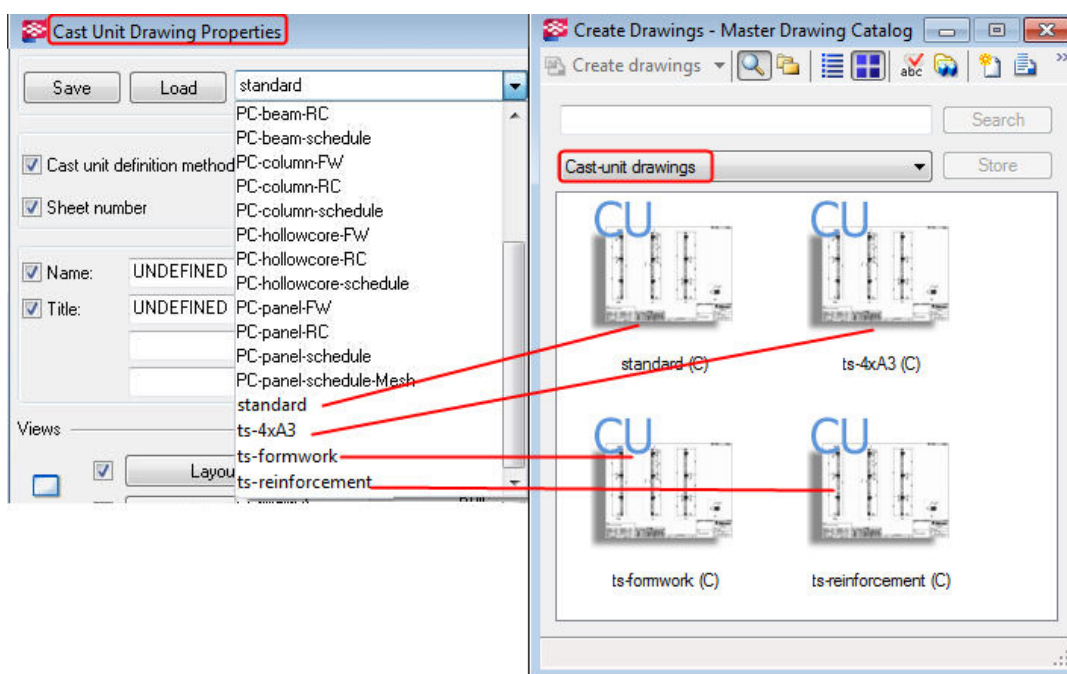 Cast Unit Drawing Properties
Save
Load
standard
PC-beam-RC
PC-beam-schedule
Cast unit definition method
PC-column-FW
PC-column-RC
Sheet number
PC-column-schedule
PC-hollowcore-FW
PC-hollowcore-RC
Name:
UNDEFINED
PC-hollowcore-schedule
Title:
UNDEFINED
PC-panel-FW
PC-panel-RC
PC-panel-schedule
PC-panel-schedule-Mesh
standard
Views
ts-4xA3
ts-formwork
Layou
ts-reinforcement
Create Drawings - Master Drawing Catalog
Create drawings
abc
Search
Cast-unit drawings
Store
CU
CU
standard (C)
ts-4xA3 (C)
CU
CU
ts-formwork (C)
ts-reinforcement (C)